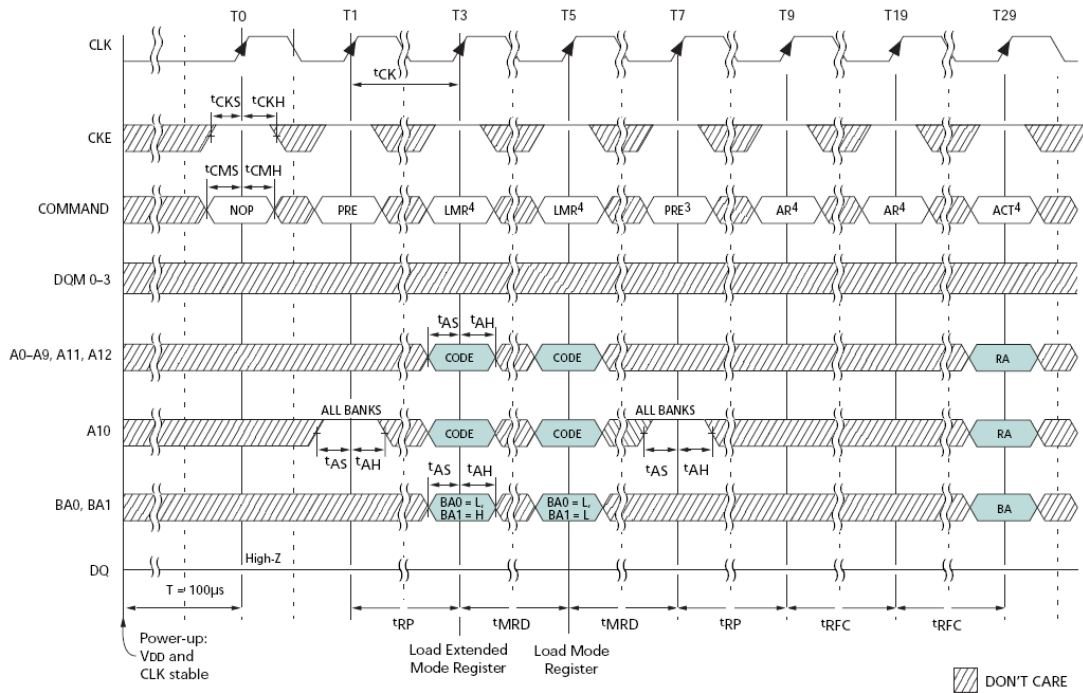 T0 T1 T3 T5 T7 T9 T19 T29
CLK
tCK
tCKS tCKH
CKE
tCMS tCMH
COMMAND NOP PRE LMR4 LMR4 PRE3 AR4 AR4 ACT4
DQM 0–3
tAS tAH
A0–A9, A11, A12 CODE CODE RA
ALL BANKS ALL BANKS
A10 CODE CODE RA
tAS tAH tAS tAH
tAS tAH
BA0, BA1 BA0 = L, BA1 = H BA0 = L, BA1 = L BA
High-Z
DQ
T = 100µs
tRP tMRD tMRD tRP tRFC tRFC
Power-up:
VDD and
CLK stable
Load Extended
Mode Register
Load Mode
Register
DON'T CARE